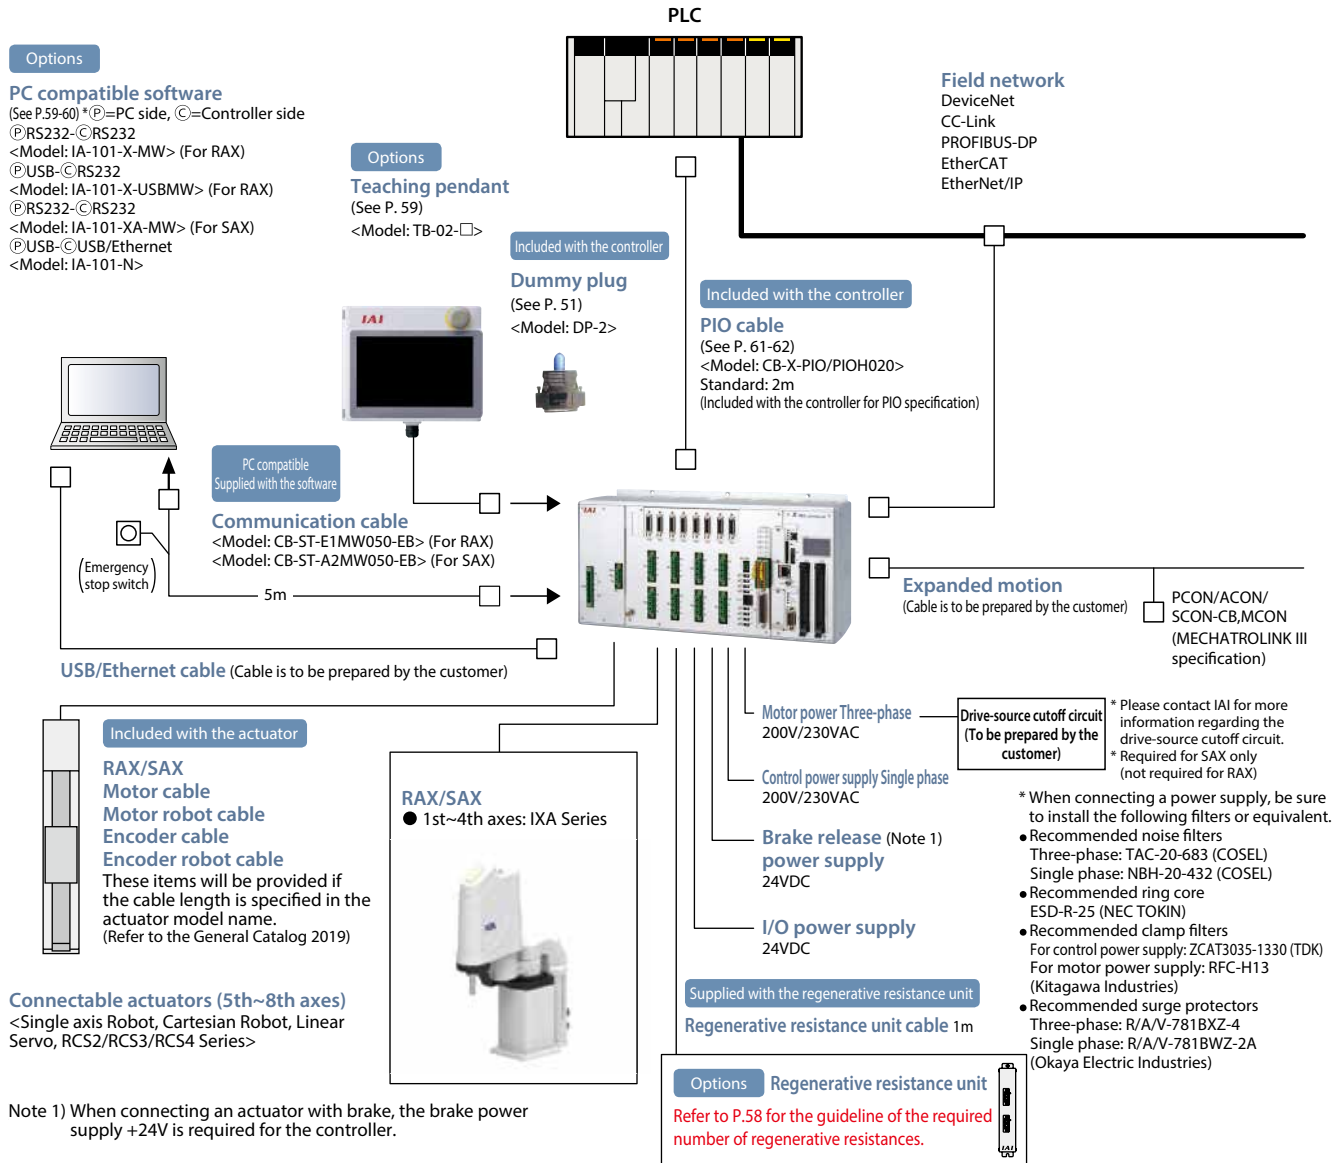 PLC
Options
PC compatible software
(See P.59-60) *Ⓟ=PC side, Ⓒ=Controller side
ⓅRS232-ⒸRS232
<Model: IA-101-X-MW> (For RAX)
ⓅUSB-ⒸRS232
<Model: IA-101-X-USBMW> (For RAX)
ⓅRS232-ⒸRS232
<Model: IA-101-XA-MW> (For SAX)
ⓅUSB-ⒸUSB/Ethernet
<Model: IA-101-N>
Options
Teaching pendant
(See P. 59)
<Model: TB-02-□>
Included with the controller
Dummy plug
(See P. 51)
<Model: DP-2>
Field network
DeviceNet
CC-Link
PROFIBUS-DP
EtherCAT
EtherNet/IP
Included with the controller
PIO cable
(See P. 61-62)
<Model: CB-X-PIO/PIOH020>
Standard: 2m
(Included with the controller for PIO specification)
IAI
PC compatible
Supplied with the software
Communication cable
<Model: CB-ST-E1MW050-EB> (For RAX)
<Model: CB-ST-A2MW050-EB> (For SAX)
(Emergency
stop switch)
5m
IAI
USB/Ethernet cable (Cable is to be prepared by the customer)
Expanded motion
(Cable is to be prepared by the customer)
PCON/ACON/
SCON-CB,MCON
(MECHATROLINK III
specification)
Included with the actuator
RAX/SAX
Motor cable
Motor robot cable
Encoder cable
Encoder robot cable
These items will be provided if
the cable length is specified in the
actuator model name.
(Refer to the General Catalog 2019)
Connectable actuators (5th~8th axes)
<Single axis Robot, Cartesian Robot, Linear
Servo, RCS2/RCS3/RCS4 Series>
RAX/SAX
● 1st~4th axes: IXA Series
Motor power Three-phase
200V/230VAC
Drive-source cutoff circuit
(To be prepared by the
customer)
* Please contact IAI for more
information regarding the
drive-source cutoff circuit.
* Required for SAX only
(not required for RAX)
Control power supply Single phase
200V/230VAC
Brake release (Note 1)
power supply
24VDC
I/O power supply
24VDC
* When connecting a power supply, be sure
to install the following filters or equivalent.
● Recommended noise filters
Three-phase: TAC-20-683 (COSEL)
Single phase: NBH-20-432 (COSEL)
● Recommended ring core
ESD-R-25 (NEC TOKIN)
● Recommended clamp filters
For control power supply: ZCAT3035-1330 (TDK)
For motor power supply: RFC-H13
(Kitagawa Industries)
● Recommended surge protectors
Three-phase: R/A/V-781BXZ-4
Single phase: R/A/V-781BWZ-2A
(Okaya Electric Industries)
Supplied with the regenerative resistance unit
Regenerative resistance unit cable 1m
Options
Regenerative resistance unit
Refer to P.58 for the guideline of the required
number of regenerative resistances.
IAI
Note 1) When connecting an actuator with brake, the brake power
supply +24V is required for the controller.